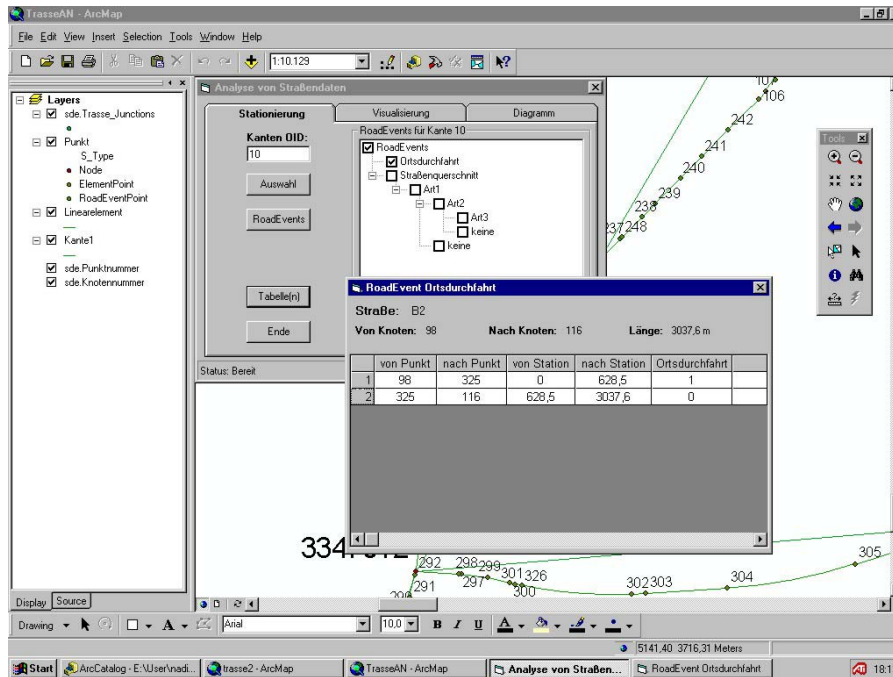 TrasseAN - ArcMap
File Edit View Insert Selection Tools Window Help
1:10.129
Layers
sde.Trasse_Junctions
Punkt
S_Type
Node
ElementPoint
RoadEventPoint
Linearelement
Kante1
sde.Punktnummer
sde.Knotennummer
Display Source
Analyse von Straßendaten
Stationierung Visualisierung Diagramm
Kanten OID:
10
Auswahl
RoadEvents
Tabelle(n)
Ende
Status: Bereit
RoadEvents für Kante 10
RoadEvents
Ortsdurchfahrt
Straßenquerschnitt
Art1
Art2
Art3
keine
keine
106
242
241
240
239
238
237 248
Tools
RoadEvent Ortsdurchfahrt
Straße: B2
Von Knoten: 98 Nach Knoten: 116 Länge: 3037,6 m
von Punkt nach Punkt von Station nach Station Ortsdurchfahrt
1 98 325 0 628,5 1
2 325 116 628,5 3037,6 0
292 298 299
291 297 301 326
300
302 303 304 305
Drawing A Arial 10,0 B I U A
5141,40 3716,31 Meters
Start ArcCatalog - E:\User\nadi... trasse2 - ArcMap TrasseAN - ArcMap Analyse von Straßen... RoadEvent Ortsdurchfahrt